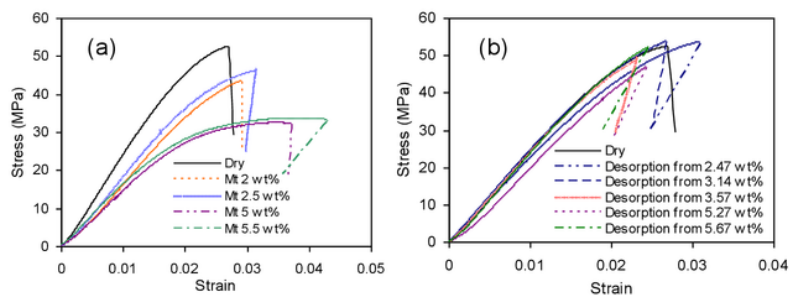 (a)
Stress (MPa)
60
50
40
30
20
10
0
Dry
Mt 2 wt%
Mt 2.5 wt%
Mt 5 wt%
Mt 5.5 wt%
0 0.01 0.02 0.03 0.04 0.05
Strain
(b)
Stress (MPa)
60
50
40
30
20
10
0
Dry
Desorption from 2.47 wt%
Desorption from 3.14 wt%
Desorption from 3.57 wt%
Desorption from 5.27 wt%
Desorption from 5.67 wt%
0 0.01 0.02 0.03 0.04
Strain